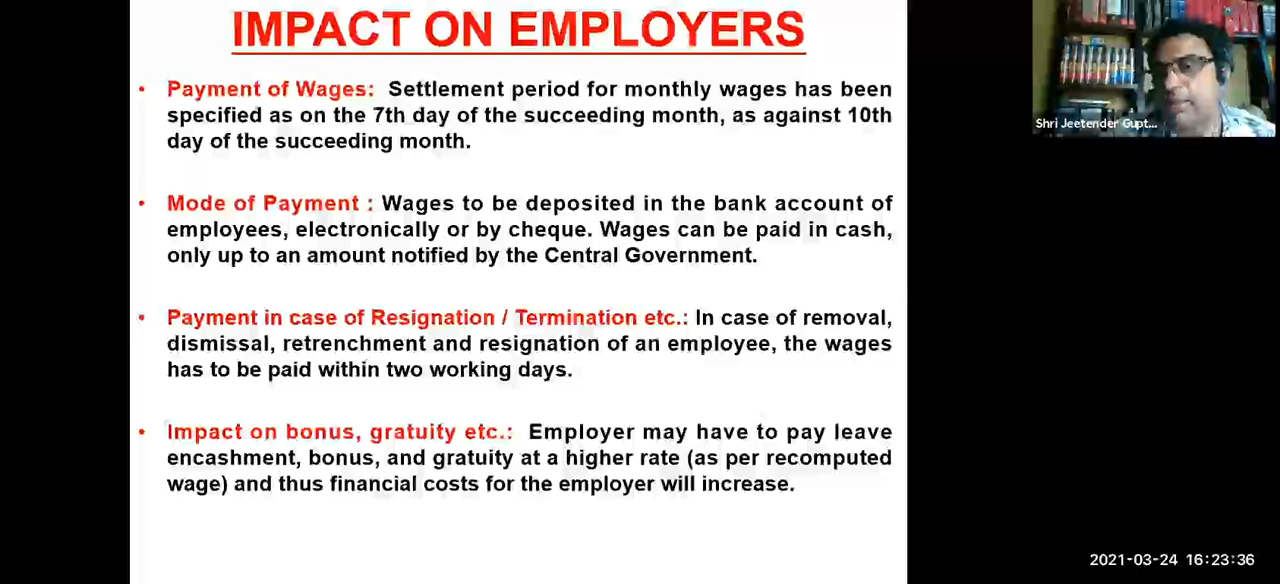 IMPACT ON EMPLOYERS
• Payment of Wages: Settlement period for monthly wages has been
specified as on the 7th day of the succeeding month, as against 10th
day of the succeeding month.
• Mode of Payment : Wages to be deposited in the bank account of
employees, electronically or by cheque. Wages can be paid in cash,
only up to an amount notified by the Central Government.
• Payment in case of Resignation / Termination etc.: In case of removal,
dismissal, retrenchment and resignation of an employee, the wages
has to be paid within two working days.
• Impact on bonus, gratuity etc.: Employer may have to pay leave
encashment, bonus, and gratuity at a higher rate (as per recomputed
wage) and thus financial costs for the employer will increase.
Shri Jeetender Gupt...
2021-03-24 16:23:36